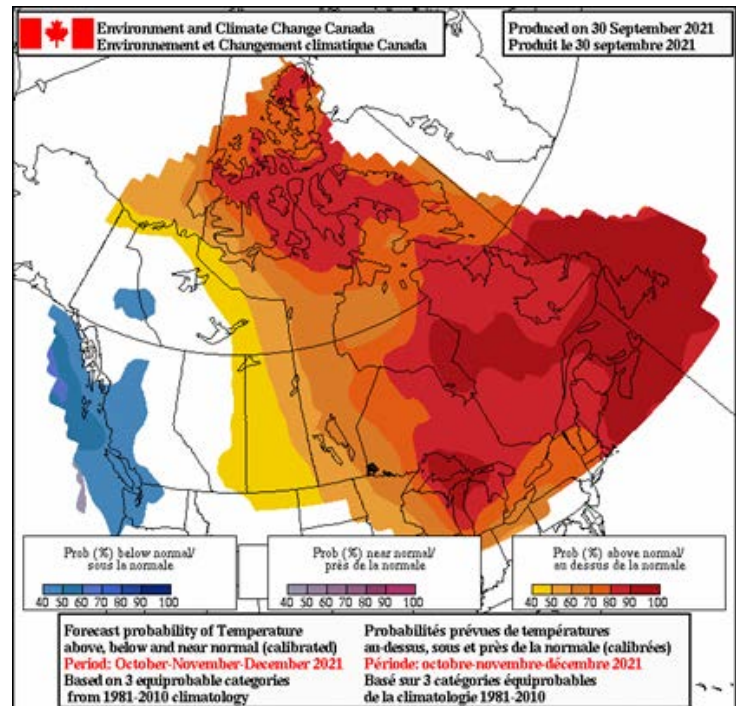 Environment and Climate Change Canada
Environnement et Changement climatique Canada
Produced on 30 September 2021
Produit le 30 septembre 2021
Prob (%) below normal/
sous la normale
40 50 60 70 80 90 100
Prob (%) near normal/
près de la normale
40 50 60 70 80 90 100
Prob (%) above normal/
au dessus de la normale
40 50 60 70 80 90 100
Forecast probability of Temperature
above, below and near normal (calibrated)
Period: October-November-December 2021
Based on 3 equiprobable categories
from 1981-2010 climatology
Probabilités prévues de températures
au-dessus, sous et près de la normale (calibrées)
Période: octobre-novembre-décembre 2021
Basé sur 3 catégories équiprobables
de la climatologie 1981-2010